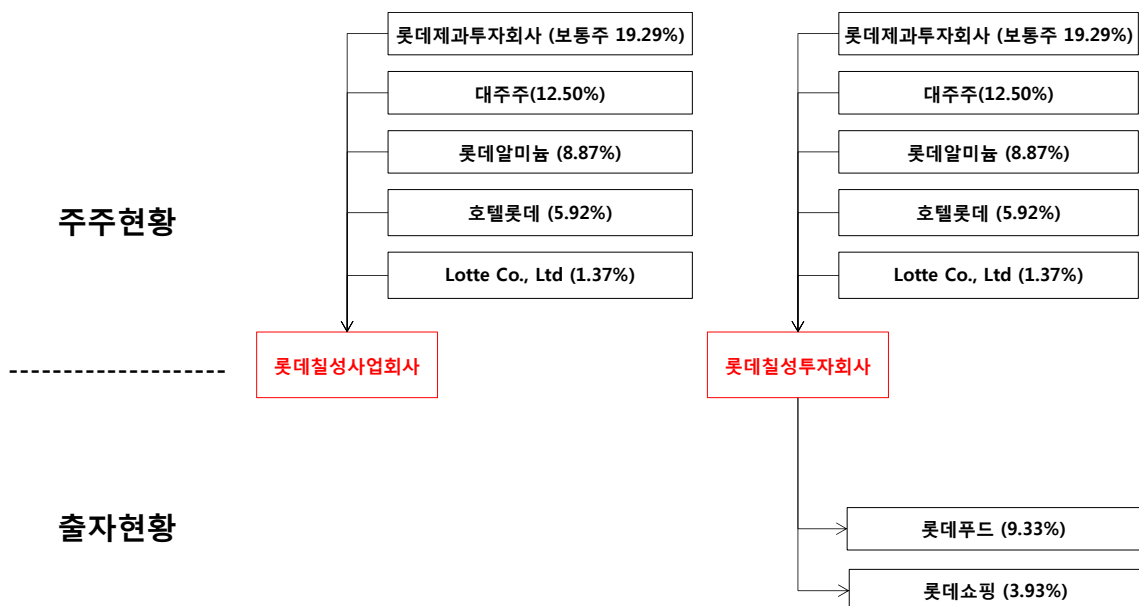 롯데제과투자회사 (보통주 19.29%)
대주주(12.50%)
롯데알미늄 (8.87%)
호텔롯데 (5.92%)
Lotte Co., Ltd (1.37%)
롯데제과투자회사 (보통주 19.29%)
대주주(12.50%)
롯데알미늄 (8.87%)
호텔롯데 (5.92%)
Lotte Co., Ltd (1.37%)
주주현황
롯데칠성사업회사
롯데칠성투자회사
출자현황
롯데푸드 (9.33%)
롯데쇼핑 (3.93%)